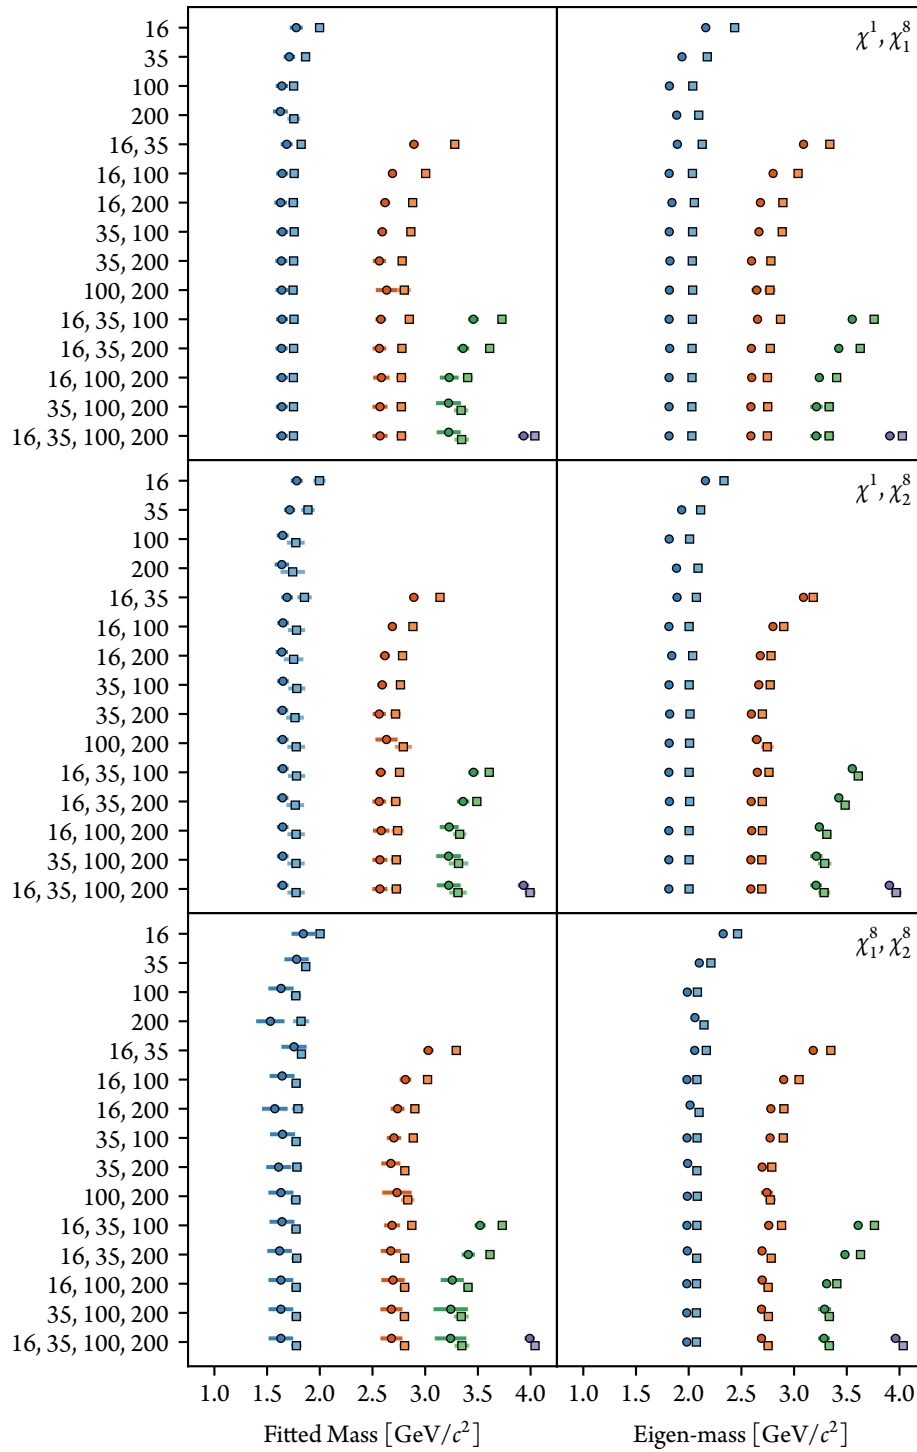 16
35
100
200
16, 35
16, 100
16, 200
35, 100
35, 200
100, 200
16, 35, 100
16, 35, 200
16, 100, 200
35, 100, 200
16, 35, 100, 200
χ¹, χ₁⁸
16
35
100
200
16, 35
16, 100
16, 200
35, 100
35, 200
100, 200
16, 35, 100
16, 35, 200
16, 100, 200
35, 100, 200
16, 35, 100, 200
χ¹, χ₂⁸
16
35
100
200
16, 35
16, 100
16, 200
35, 100
35, 200
100, 200
16, 35, 100
16, 35, 200
16, 100, 200
35, 100, 200
16, 35, 100, 200
χ₁⁸, χ₂⁸
1.0 1.5 2.0 2.5 3.0 3.5 4.0
1.0 1.5 2.0 2.5 3.0 3.5 4.0
Fitted Mass [GeV/c²]
Eigen-mass [GeV/c²]